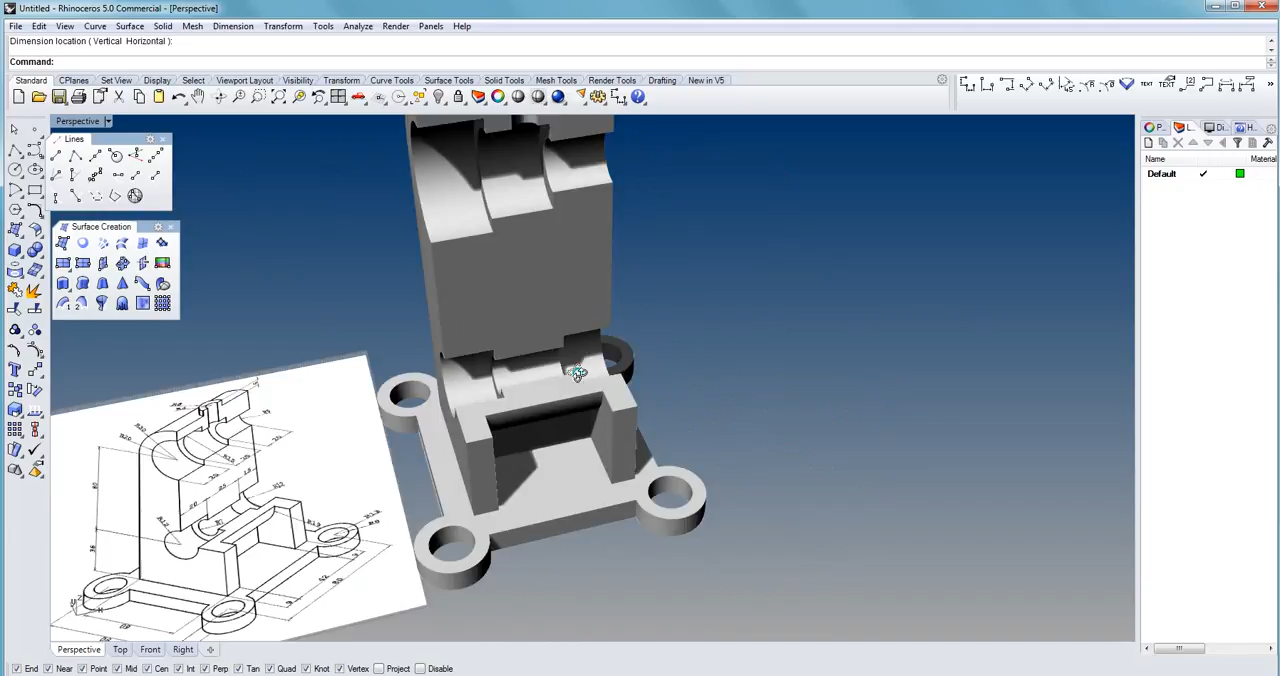 Untitled - Rhinoceros 5.0 Commercial - [Perspective]
File Edit View Curve Surface Solid Mesh Dimension Transform Tools Analyze Render Panels Help
Dimension location ( Vertical Horizontal ):
Command:
Standard CPlanes Set View Display Select Viewport Layout Visibility Transform Curve Tools Surface Tools Solid Tools Mesh Tools Render Tools Drafting New in V5
TEXT TEXT
Perspective
P... L... Di... H...
Lines
Name Material
Default
Surface Creation
Perspective Top Front Right
End Near Point Mid Cen Int Perp Tan Quad Knot Vertex Project Disable